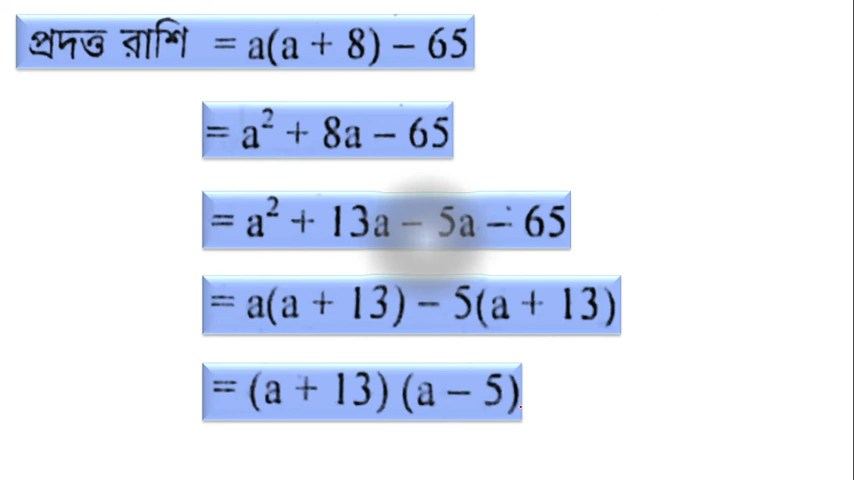 প্রদত্ত রাশি = a(a + 8) – 65
= a² + 8a – 65
= a² + 13a – 5a – 65
= a(a + 13) – 5(a + 13)
= (a + 13) (a – 5)